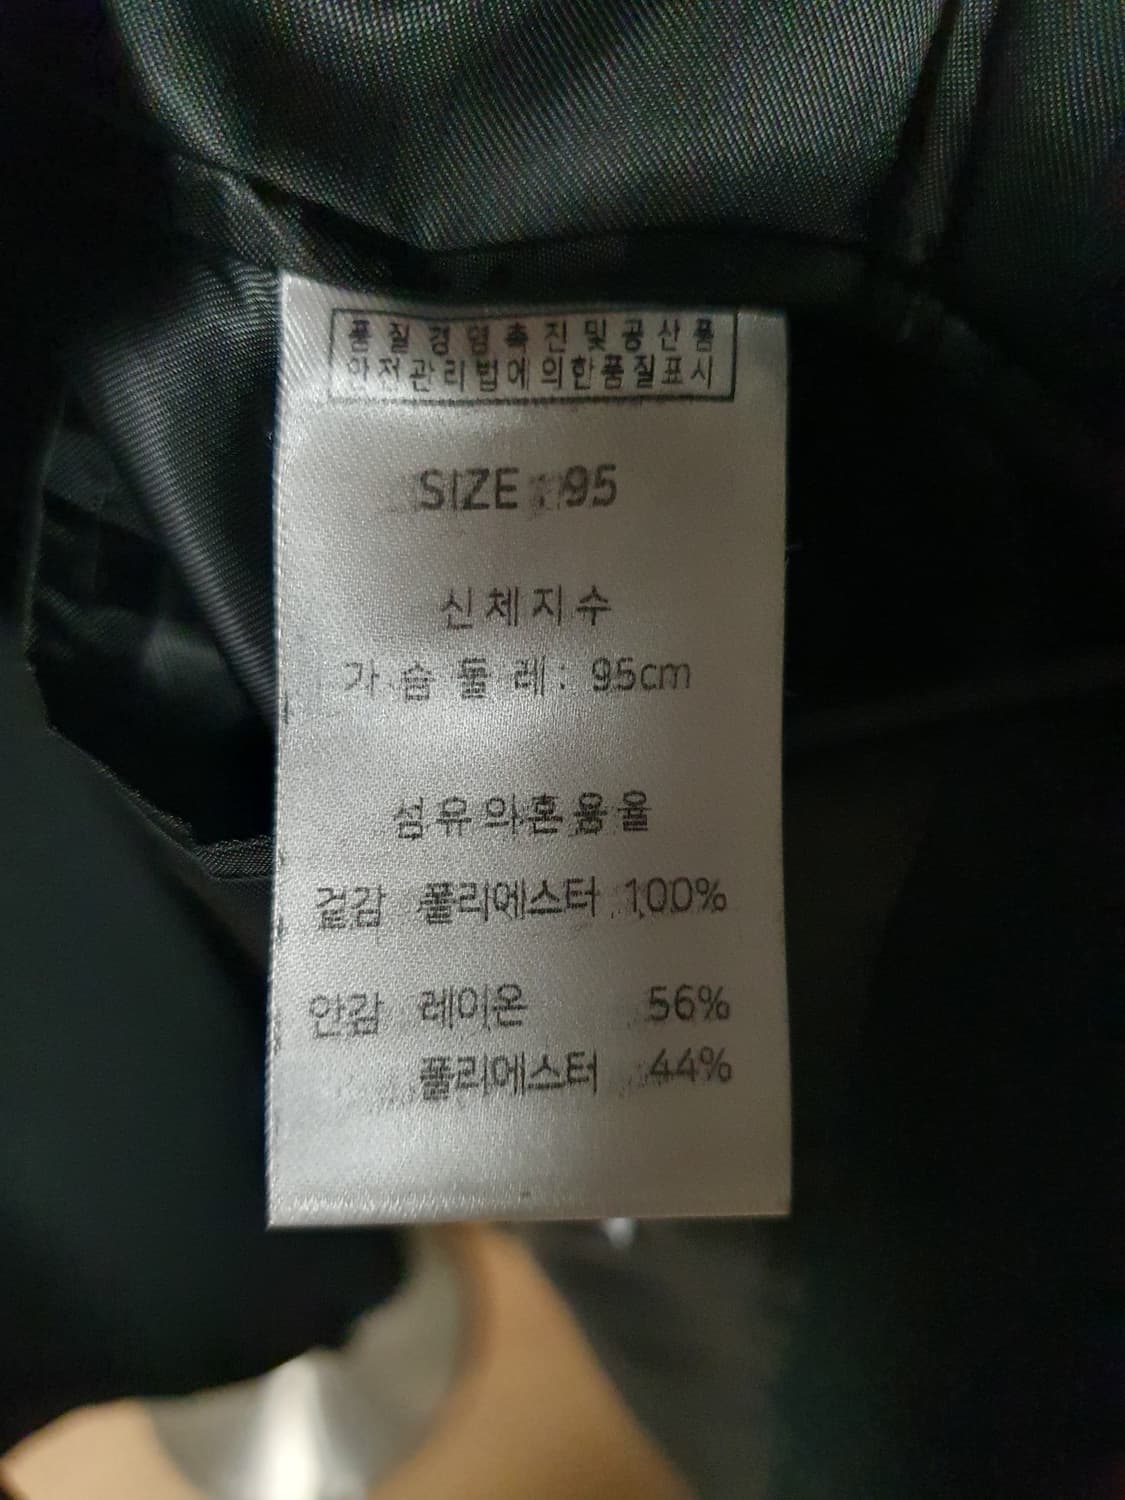 품질경영촉진및공산품
안전관리법에의한품질표시
SIZE : 95
신체지수
가슴둘레: 95cm
섬유의혼용율
겉감 폴리에스터 100%
안감 레이온 56%
폴리에스터 44%